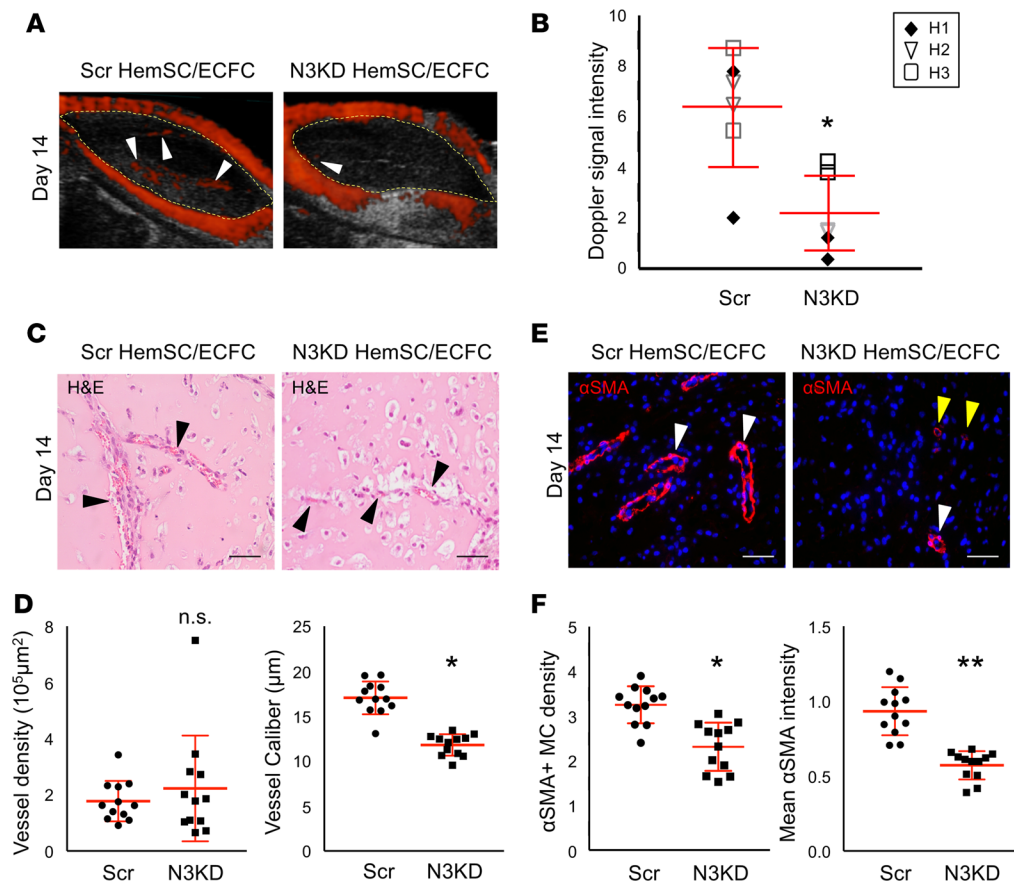 A
Scr HemSC/ECFC
N3KD HemSC/ECFC
Day 14
B
Doppler signal intensity
10
8
6
4
2
0
*
Scr
N3KD
H1
H2
H3
C
Scr HemSC/ECFC
N3KD HemSC/ECFC
Day 14
H&E
H&E
E
Scr HemSC/ECFC
N3KD HemSC/ECFC
Day 14
αSMA
αSMA
D
Vessel density (10⁵µm²)
8
6
4
2
0
n.s.
Scr
N3KD
Vessel Caliber (µm)
25
20
15
10
5
0
*
Scr
N3KD
F
αSMA+ MC density
5
4
3
2
1
0
*
Scr
N3KD
Mean αSMA intensity
1.5
1.0
0.5
0.0
**
Scr
N3KD